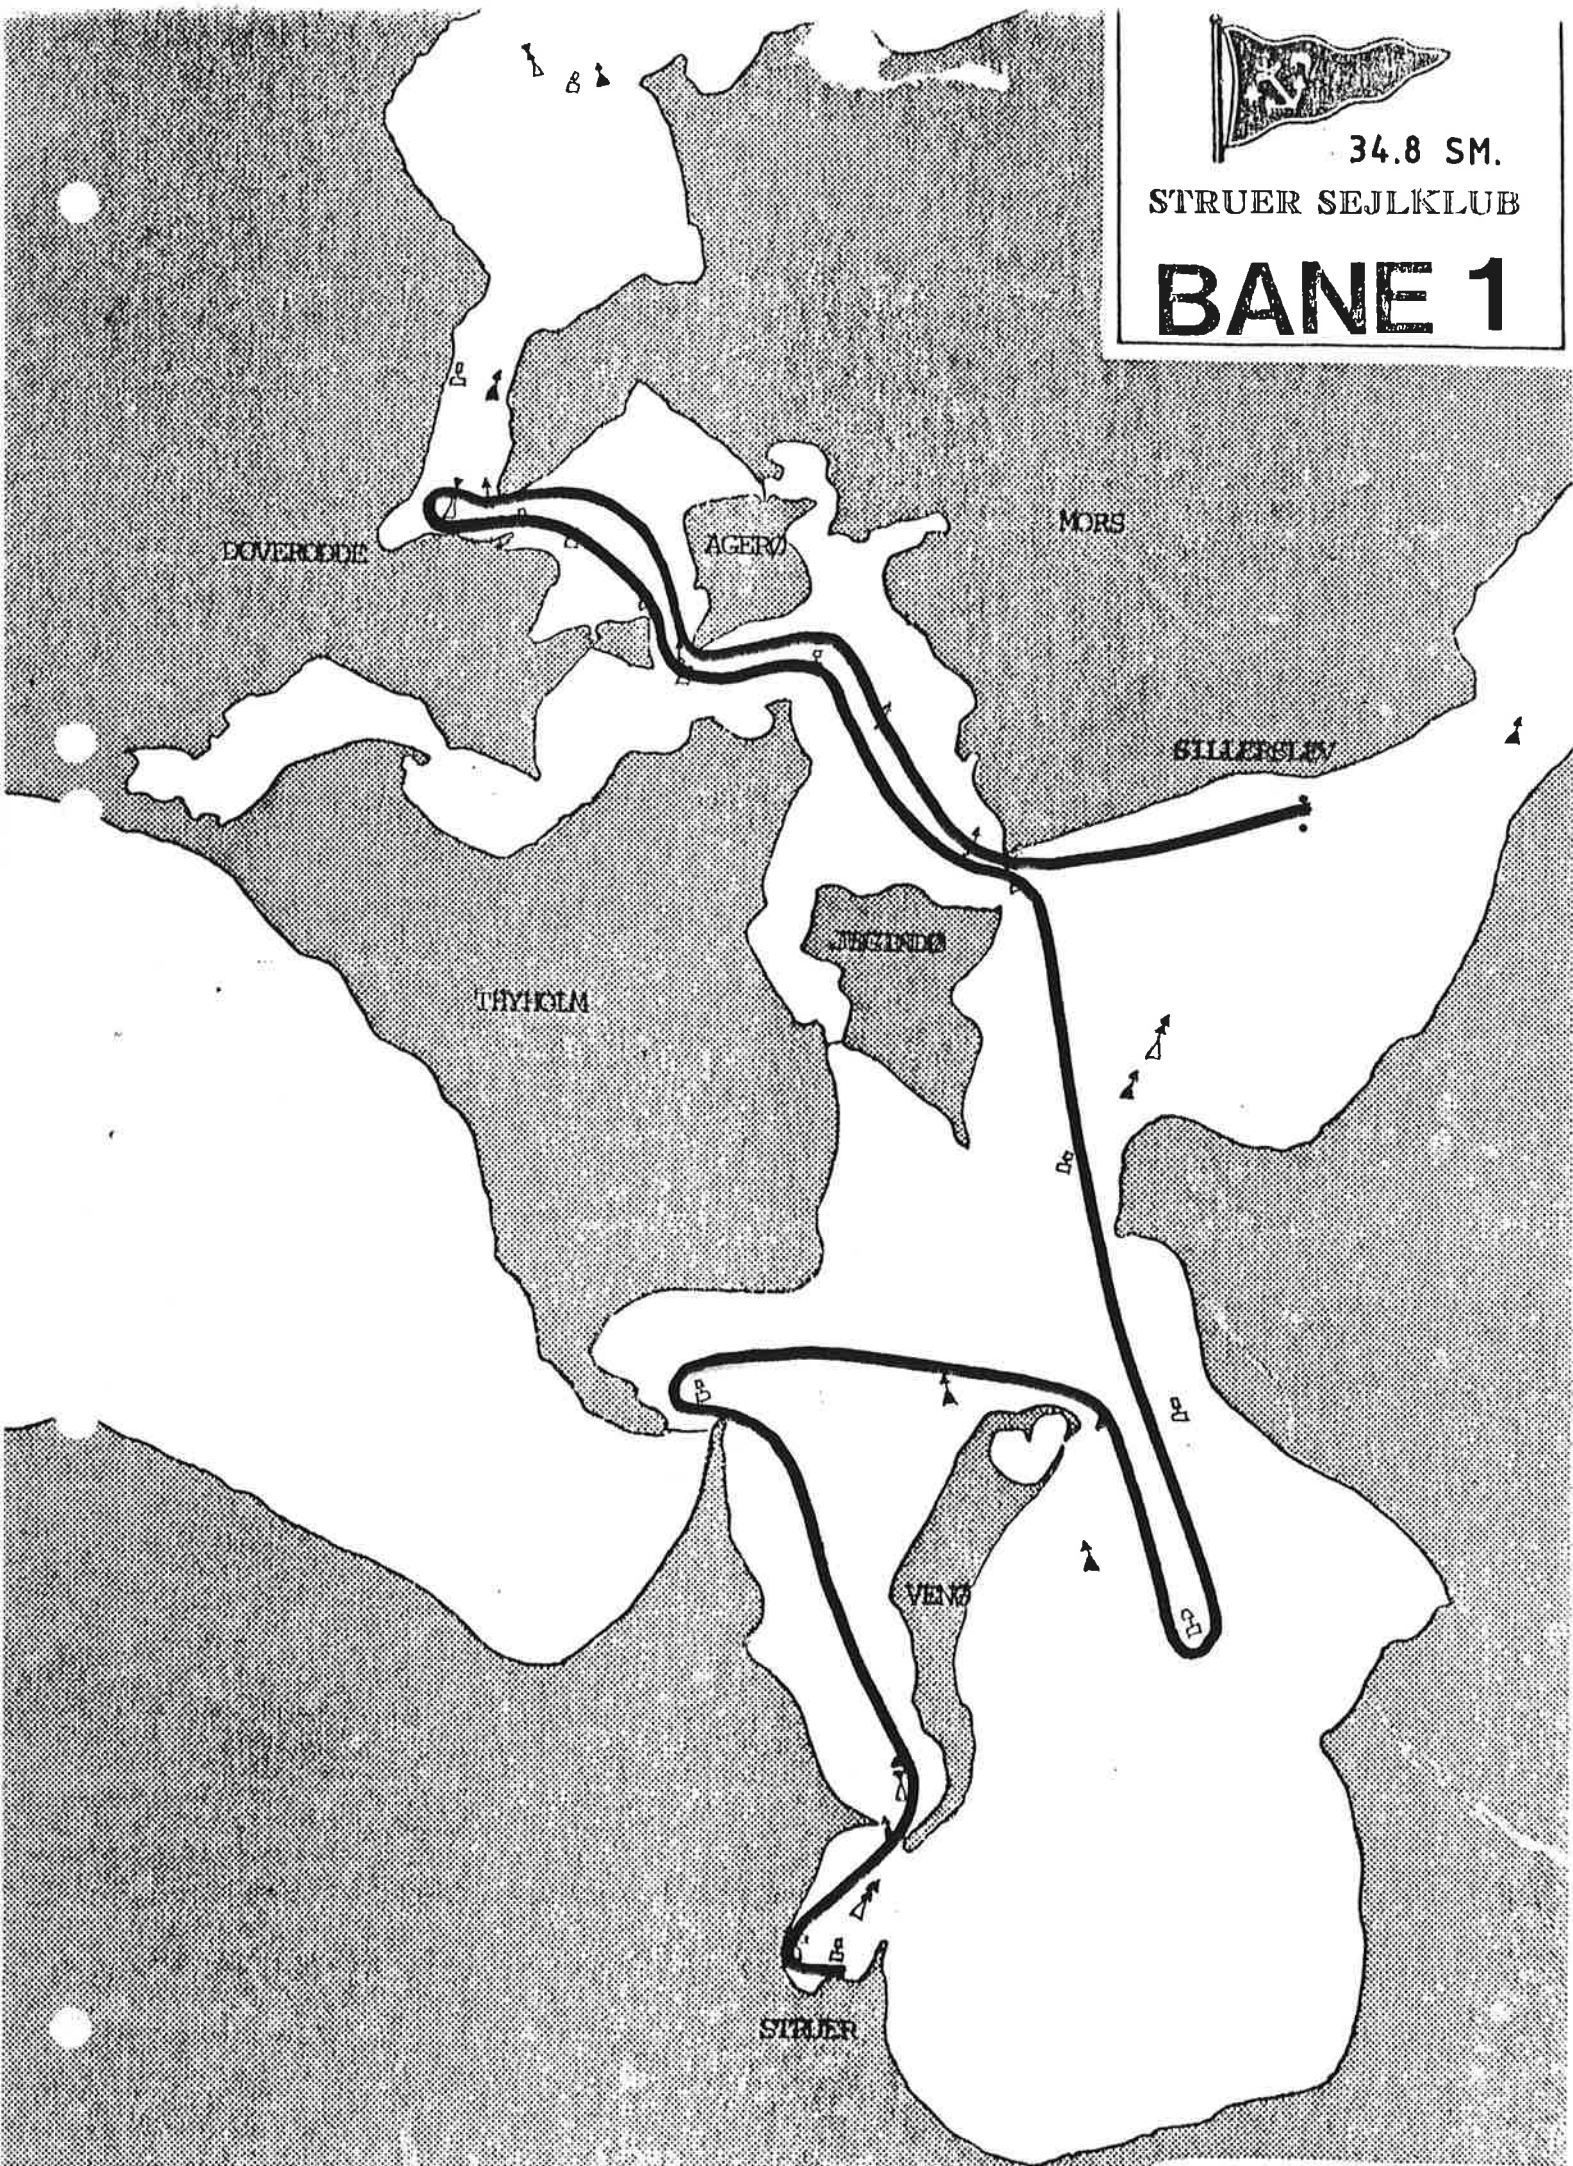 34.8 SM.
STRUER SEJLKLUB
BANE 1
DOVERODDE
AGERØ
MORS
SILLERSLEV
JEGINDØ
THYHOLM
VENØ
STRUER